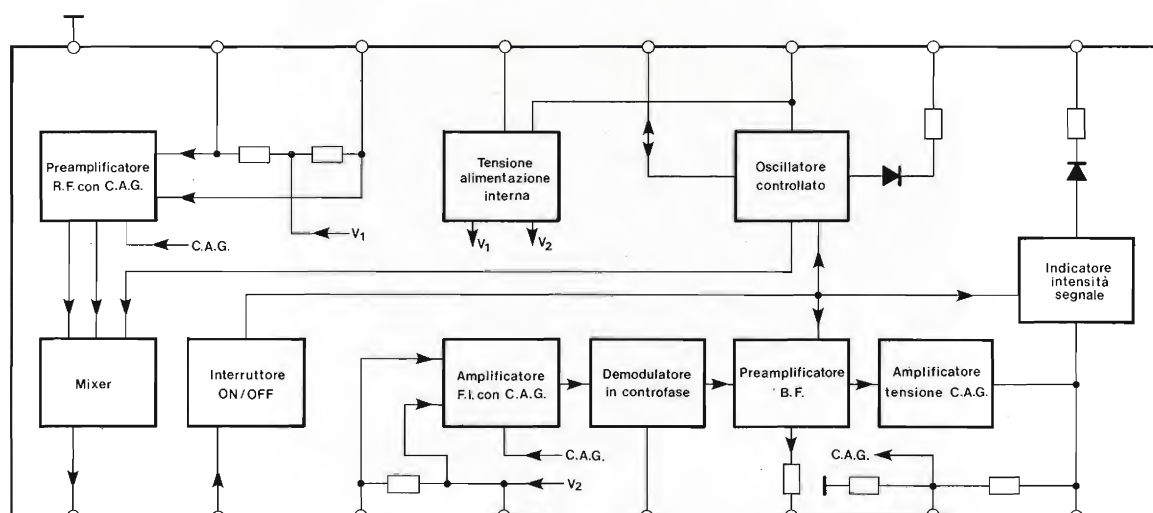 Preamplificatore
R.F. con C.A.G.
Tensione
alimentazione
interna
Oscillatore
controllato
V1
C.A.G.
V1
V2
Indicatore
intensità
segnale
Mixer
Interruttore
ON/OFF
Amplificatore
F.I. con C.A.G.
Demodulatore
in controfase
Preamplificatore
B.F.
Amplificatore
tensione C.A.G.
C.A.G.
C.A.G.
V2